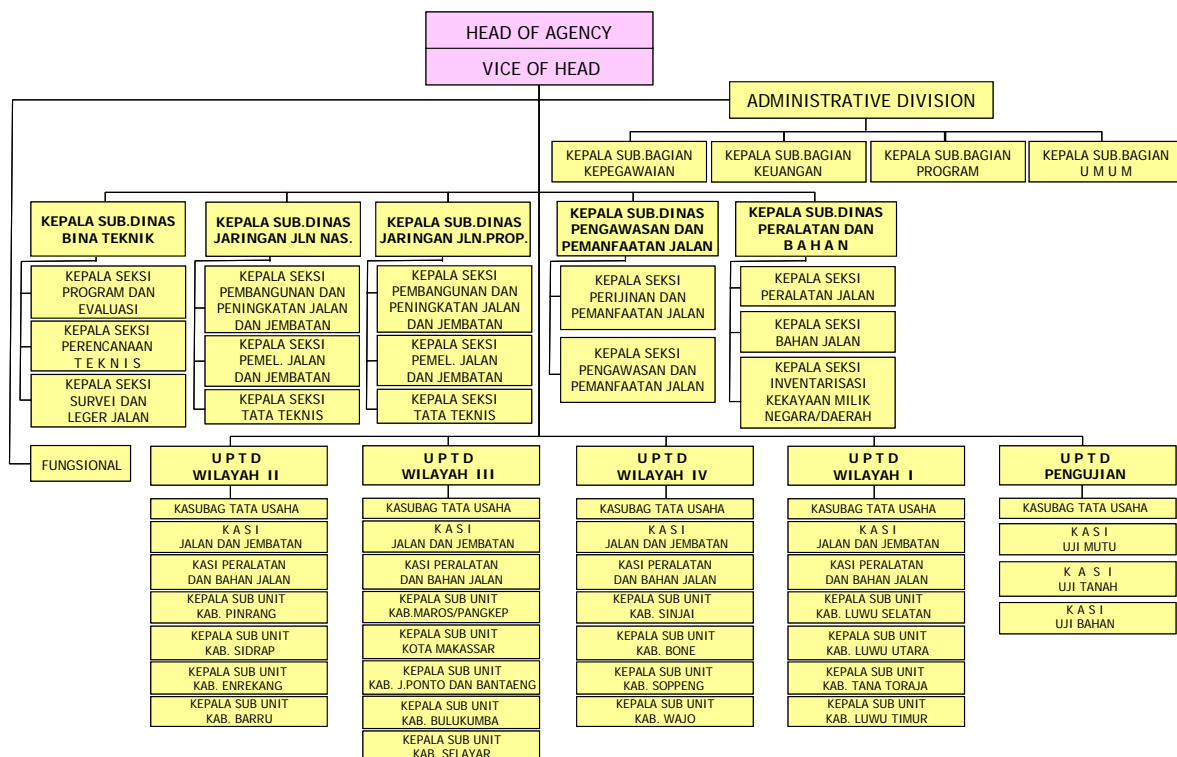 HEAD OF AGENCY
VICE OF HEAD
ADMINISTRATIVE DIVISION
KEPALA SUB.BAGIAN
KEPEGAWAIAN
KEPALA SUB.BAGIAN
KEUANGAN
KEPALA SUB.BAGIAN
PROGRAM
KEPALA SUB.BAGIAN
U M U M
KEPALA SUB.DINAS
BINA TEKNIK
KEPALA SEKSI
PROGRAM DAN
EVALUASI
KEPALA SEKSI
PERENCANAAN
T E K N I S
KEPALA SEKSI
SURVEI DAN
LEGER JALAN
KEPALA SUB.DINAS
JARINGAN JLN NAS.
KEPALA SEKSI
PEMBANGUNAN DAN
PENINGKATAN JALAN
DAN JEMBATAN
KEPALA SEKSI
PEMEL. JALAN
DAN JEMBATAN
KEPALA SEKSI
TATA TEKNIS
KEPALA SUB.DINAS
JARINGAN JLN.PROP.
KEPALA SEKSI
PEMBANGUNAN DAN
PENINGKATAN JALAN
DAN JEMBATAN
KEPALA SEKSI
PEMEL. JALAN
DAN JEMBATAN
KEPALA SEKSI
TATA TEKNIS
KEPALA SUB.DINAS
PENGAWASAN DAN
PEMANFAATAN JALAN
KEPALA SEKSI
PERIJINAN DAN
PEMANFAATAN JALAN
KEPALA SEKSI
PENGAWASAN DAN
PEMANFAATAN JALAN
KEPALA SUB.DINAS
PERALATAN DAN
B A H A N
KEPALA SEKSI
PERALATAN JALAN
KEPALA SEKSI
BAHAN JALAN
KEPALA SEKSI
INVENTARISASI
KEKAYAAN MILIK
NEGARA/DAERAH
FUNGSIONAL
U P T D
WILAYAH II
KASUBAG TATA USAHA
K A S I
JALAN DAN JEMBATAN
KASI PERALATAN
DAN BAHAN JALAN
KEPALA SUB UNIT
KAB. PINRANG
KEPALA SUB UNIT
KAB. SIDRAP
KEPALA SUB UNIT
KAB. ENREKANG
KEPALA SUB UNIT
KAB. BARRU
U P T D
WILAYAH III
KASUBAG TATA USAHA
K A S I
JALAN DAN JEMBATAN
KASI PERALATAN
DAN BAHAN JALAN
KEPALA SUB UNIT
KAB.MAROS/PANGKEP
KEPALA SUB UNIT
KOTA MAKASSAR
KEPALA SUB UNIT
KAB. J.PONTO DAN BANTAENG
KEPALA SUB UNIT
KAB. BULUKUMBA
KEPALA SUB UNIT
KAB. SELAYAR
U P T D
WILAYAH IV
KASUBAG TATA USAHA
K A S I
JALAN DAN JEMBATAN
KASI PERALATAN
DAN BAHAN JALAN
KEPALA SUB UNIT
KAB. SINJAI
KEPALA SUB UNIT
KAB. BONE
KEPALA SUB UNIT
KAB. SOPPENG
KEPALA SUB UNIT
KAB. WAJO
U P T D
WILAYAH I
KASUBAG TATA USAHA
K A S I
JALAN DAN JEMBATAN
KASI PERALATAN
DAN BAHAN JALAN
KEPALA SUB UNIT
KAB. LUWU SELATAN
KEPALA SUB UNIT
KAB. LUWU UTARA
KEPALA SUB UNIT
KAB. TANA TORAJA
KEPALA SUB UNIT
KAB. LUWU TIMUR
U P T D
PENGUJIAN
KASUBAG TATA USAHA
K A S I
UJI MUTU
K A S I
UJI TANAH
K A S I
UJI BAHAN